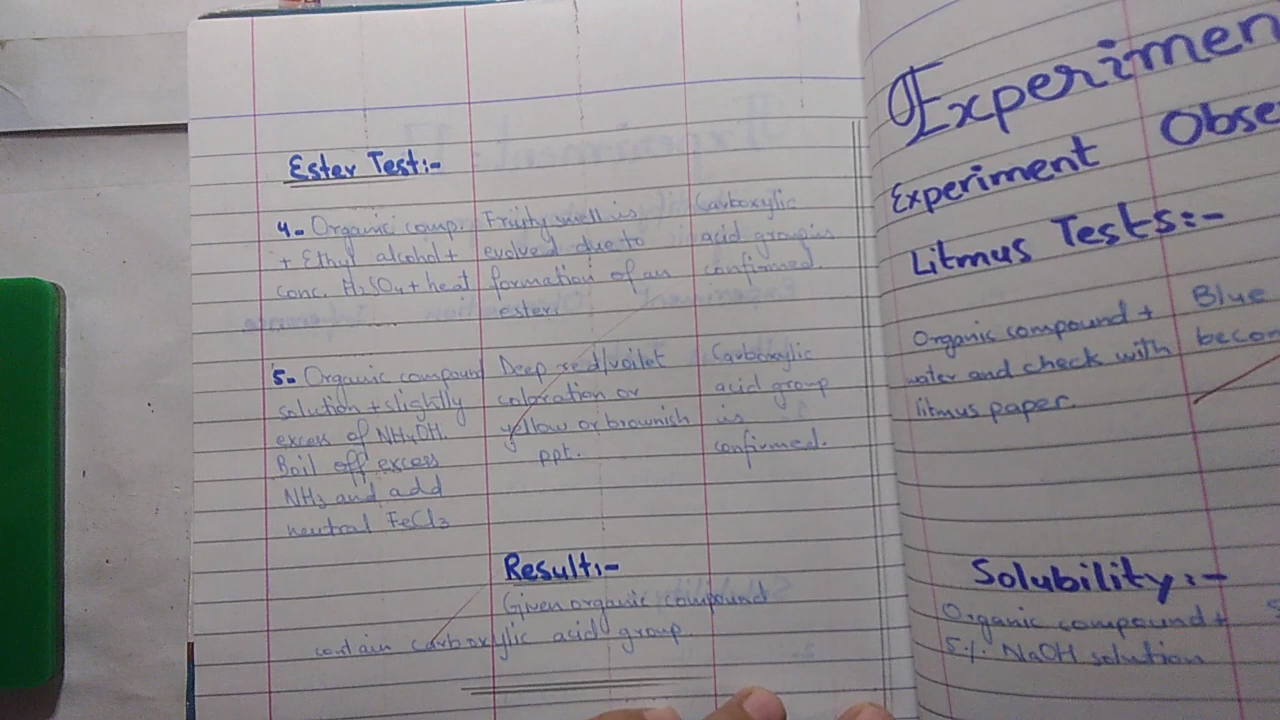 Ester Test:-
4- Organic comp.
+ Ethyl alcohol +
conc. H2SO4 + heat
Fruity smell is
evolved due to
formation of an
ester.
Carboxylic
acid group is
confirmed.
5- Organic compound
solution + slightly
excess of NH4OH.
Boil off excess
NH3 and add
neutral FeCl3
Deep red/voilet
coloration or
yellow or brownish
ppt.
Carboxylic
acid group
is
confirmed.
Result:-
Given organic compound
contain carboxylic acid group.
Experimen
Experiment Obse
Litmus Tests:-
Organic compound +
water and check with
litmus paper.
Blue
beco
Solubility:-
Organic compound +
5% NaOH solution